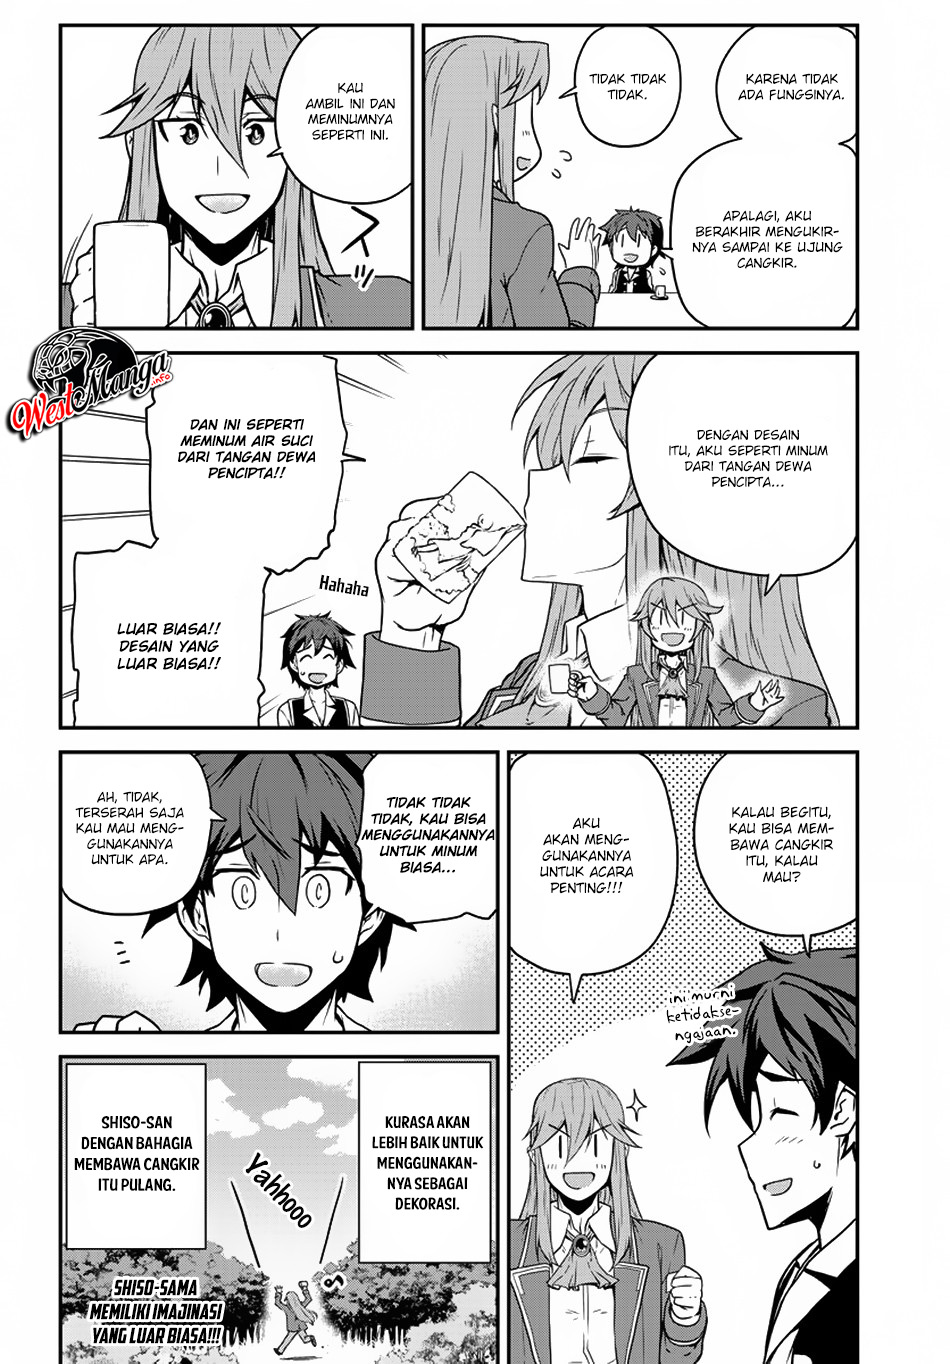 KARENA TIDAK
ADA FUNGSINYA.
APALAGI, AKU
BERAKHIR MENGUKIR-
NYA SAMPAI KE UJUNG
CANGKIR.
TIDAK TIDAK
TIDAK.
KAU
AMBIL INI DAN
MEMINUMNYA
SEPERTI INI.
DENGAN DESAIN
ITU, AKU SEPERTI MINUM
DARI TANGAN DEWA
PENCIPTA...
DAN INI SEPERTI
MEMINUM AIR SUCI
DARI TANGAN DEWA
PENCIPTA!!
Hahaha
LUAR BIASA!!
DESAIN YANG
LUAR BIASA!!
WestManga
.info
KALAU BEGITU,
KAU BISA MEM-
BAWA CANGKIR
ITU, KALAU
MAU?
AKU
AKAN MENG-
GUNAKANNYA
UNTUK ACARA
PENTING!!!
ini murni
ketidakse-
ngajaan.
TIDAK TIDAK
TIDAK, KAU BISA
MENGGUNAKANNYA
UNTUK MINUM
BIASA...
AH, TIDAK,
TERSERAH SAJA
KAU MAU MENG-
GUNAKANNYA
UNTUK APA.
KURASA AKAN
LEBIH BAIK UNTUK
MENGGUNAKAN-
NYA SEBAGAI
DEKORASI.
Yahhooo
SHISO-SAN
DENGAN BAHAGIA
MEMBAWA CANGKIR
ITU PULANG.
SHISO-SAMA
MEMILIKI IMAJINASI
YANG LUAR BIASA!!!